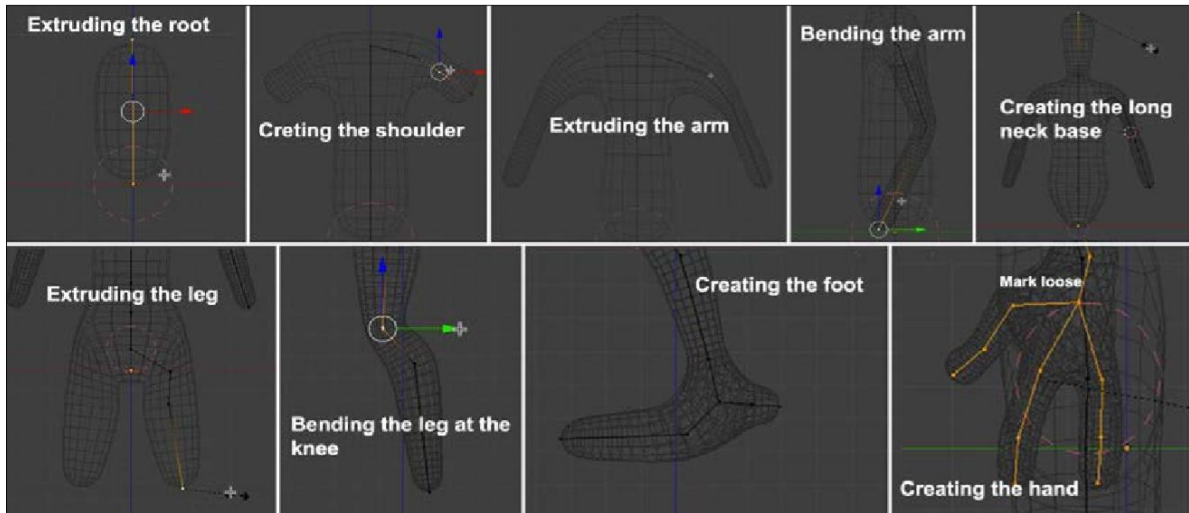 Extruding the root
Creting the shoulder
Extruding the arm
Bending the arm
Creating the long
neck base
Extruding the leg
Bending the leg at the
knee
Creating the foot
Mark loose
Creating the hand